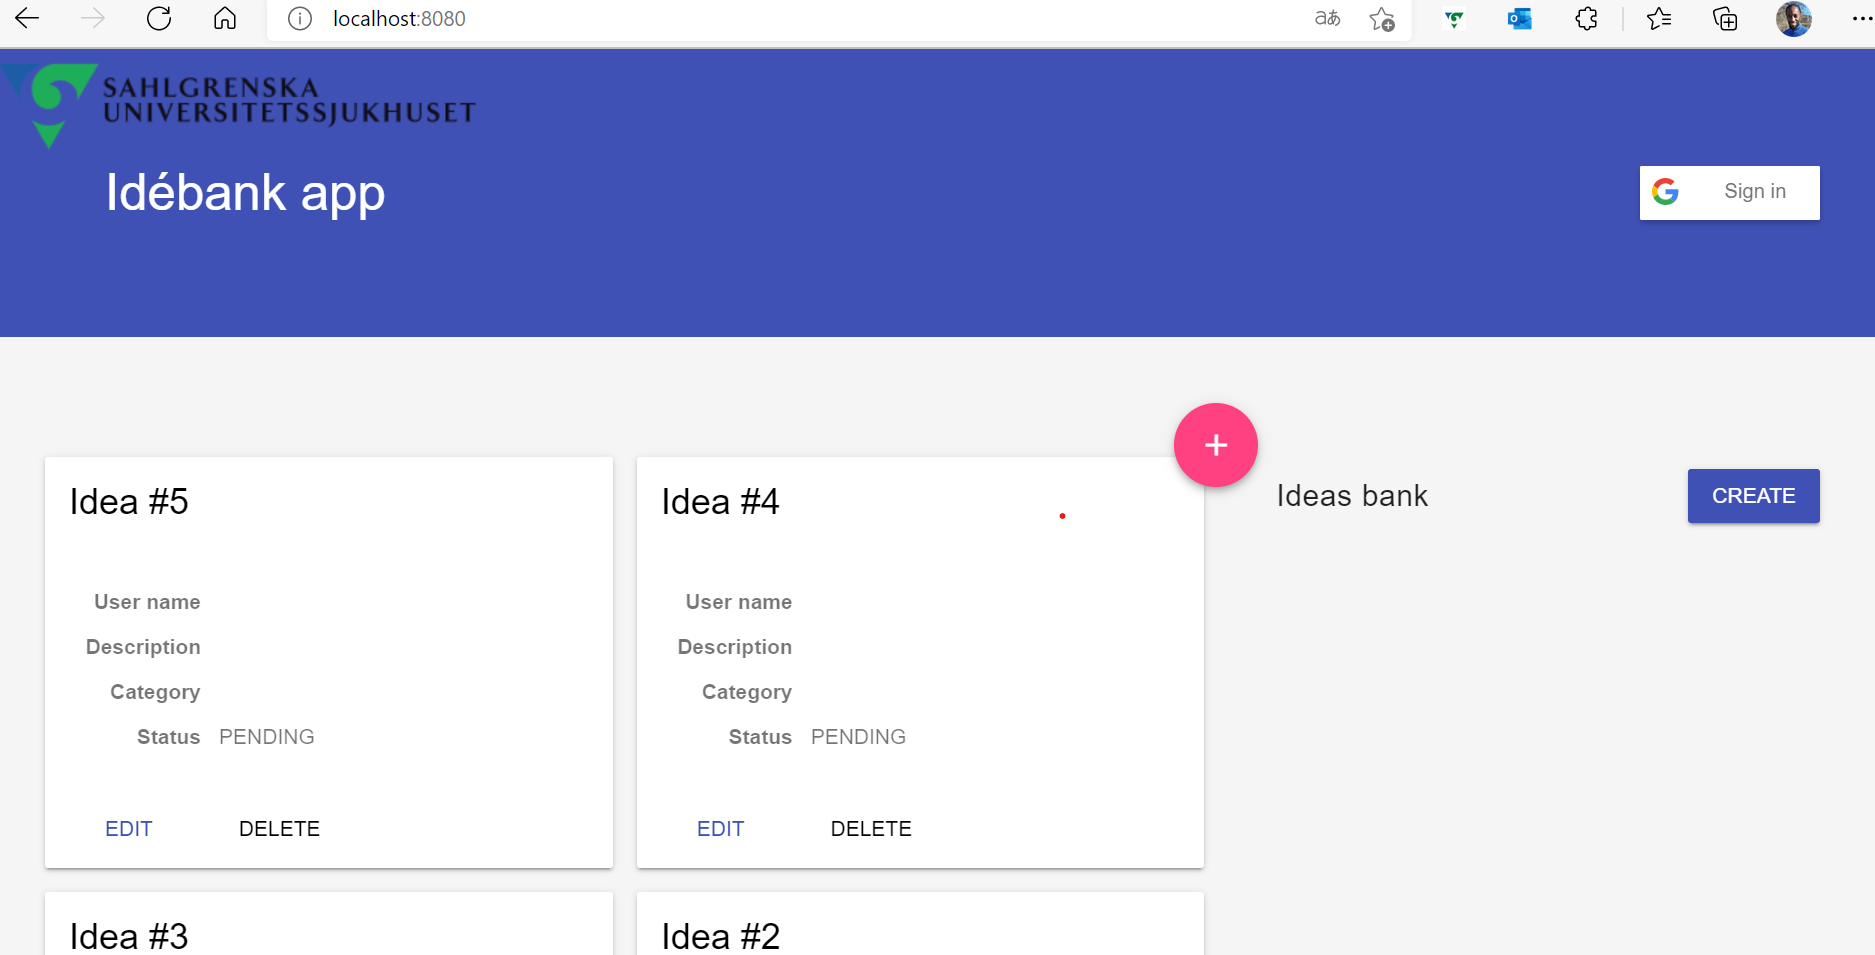 localhost:8080
aあ
SAHLGRENSKA
UNIVERSITETSSJUKHUSET
Idébank app
Sign in
Idea #5
User name
Description
Category
Status PENDING
EDIT DELETE
Idea #4
User name
Description
Category
Status PENDING
EDIT DELETE
+
Ideas bank
CREATE
Idea #3
Idea #2